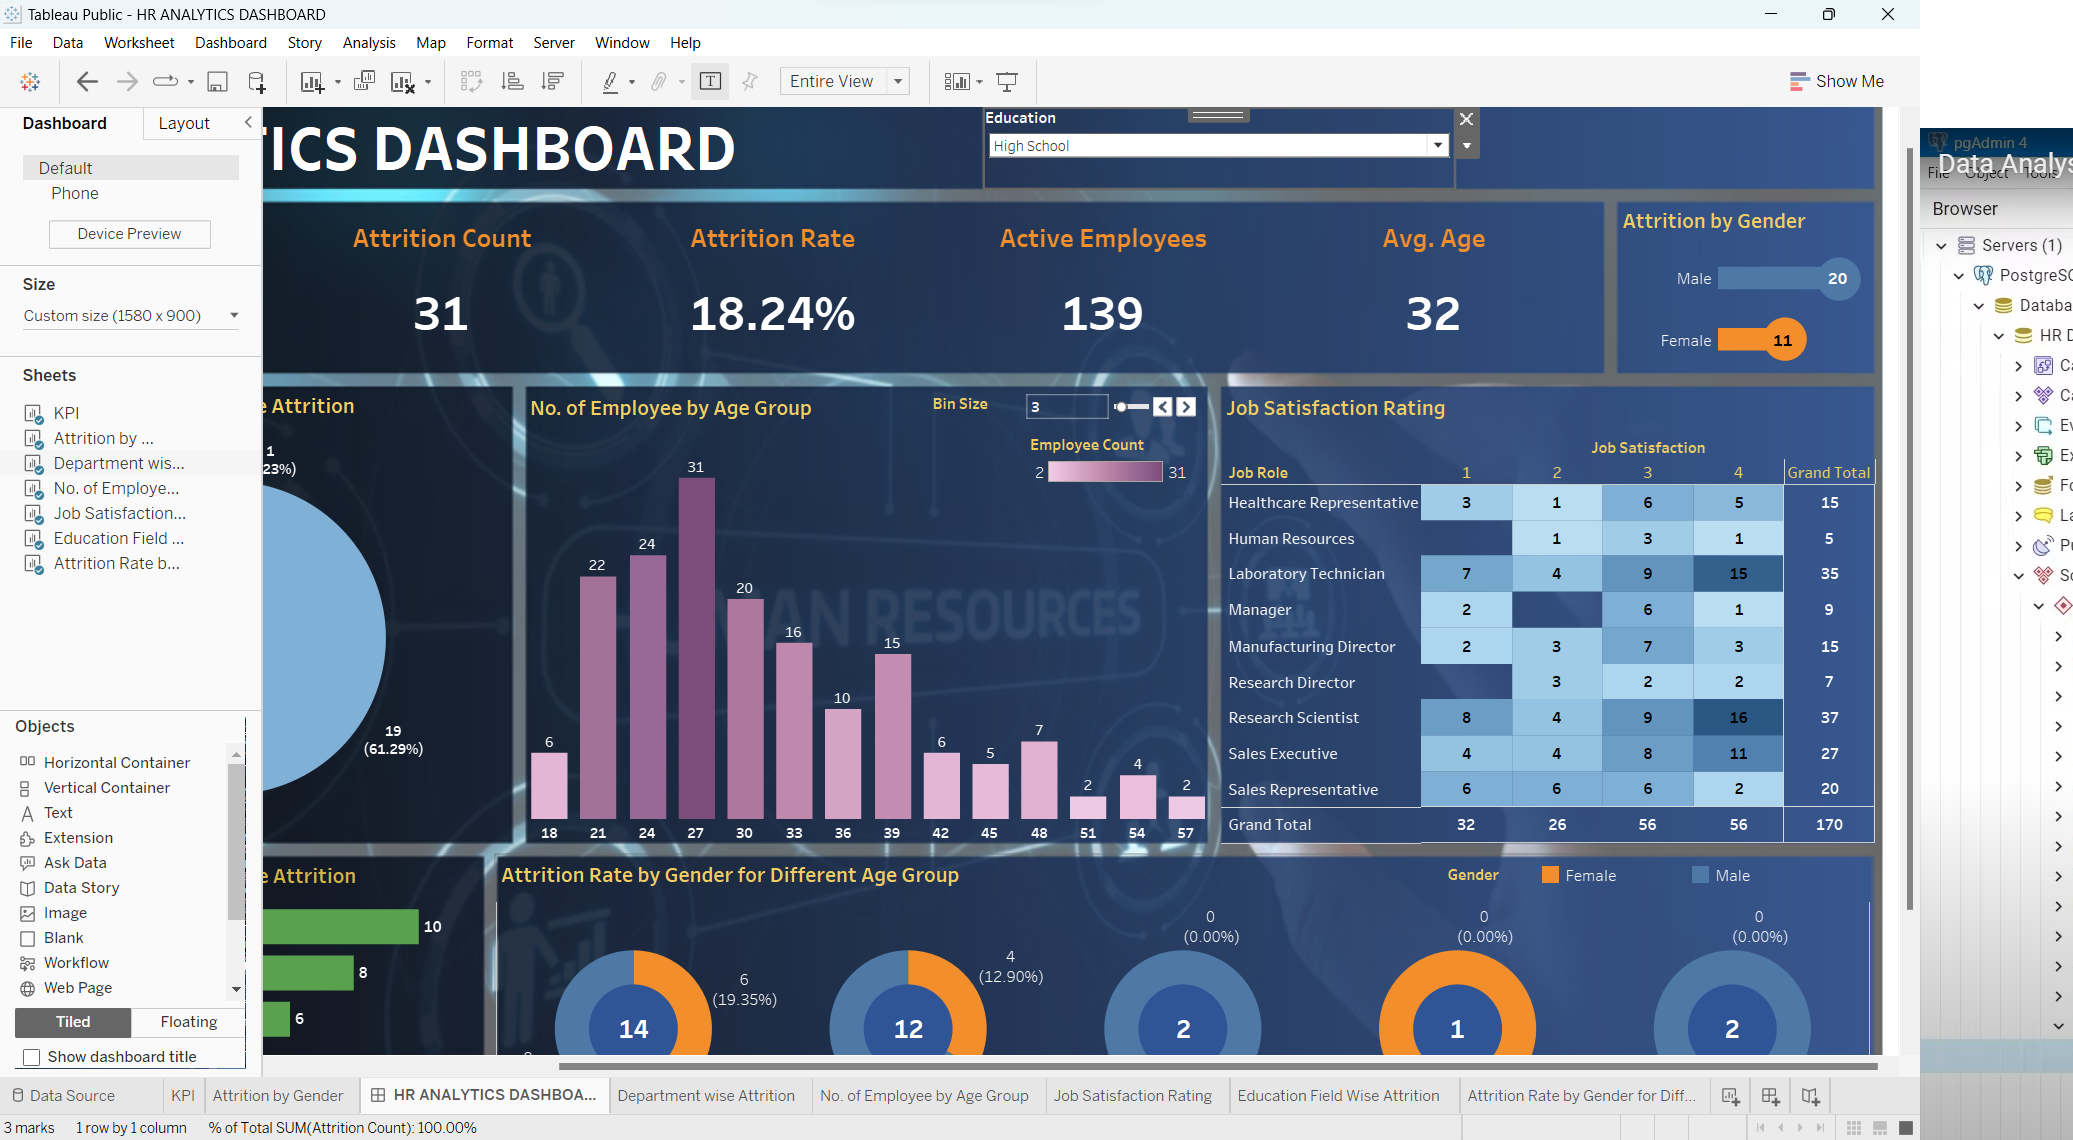 Tableau Public - HR ANALYTICS DASHBOARD
File Data Worksheet Dashboard Story Analysis Map Format Server Window Help
Entire View
Show Me
Dashboard Layout
Default
Phone
Device Preview
Size
Custom size (1580 x 900)
Sheets
KPI
Attrition by ...
Department wis...
No. of Employe...
Job Satisfaction...
Education Field ...
Attrition Rate b...
Objects
Horizontal Container
Vertical Container
Text
Extension
Ask Data
Data Story
Image
Blank
Workflow
Web Page
Tiled Floating
Show dashboard title
TICS DASHBOARD
Education
High School
Attrition Count
31
Attrition Rate
18.24%
Active Employees
139
Avg. Age
32
Attrition by Gender
Male 20
Female 11
e Attrition
1
23%)
19
(61.29%)
No. of Employee by Age Group
Bin Size 3
Employee Count
2 31
6 22 24 31 20 16 10 15 6 5 7 2 4 2
18 21 24 27 30 33 36 39 42 45 48 51 54 57
HUMAN RESOURCES
Job Satisfaction Rating
Job Satisfaction
Job Role 1 2 3 4 Grand Total
Healthcare Representative 3 1 6 5 15
Human Resources 1 3 1 5
Laboratory Technician 7 4 9 15 35
Manager 2 6 1 9
Manufacturing Director 2 3 7 3 15
Research Director 3 2 2 7
Research Scientist 8 4 9 16 37
Sales Executive 4 4 8 11 27
Sales Representative 6 6 6 2 20
Grand Total 32 26 56 56 170
e Attrition
10
8
6
Attrition Rate by Gender for Different Age Group
Gender Female Male
6
(19.35%)
14
4
(12.90%)
12
0
(0.00%)
2
0
(0.00%)
1
0
(0.00%)
2
Data Source KPI Attrition by Gender HR ANALYTICS DASHBOA... Department wise Attrition No. of Employee by Age Group Job Satisfaction Rating Education Field Wise Attrition Attrition Rate by Gender for Diff...
3 marks 1 row by 1 column % of Total SUM(Attrition Count): 100.00%
pgAdmin 4
Data Analys
File Object Tools
Browser
Servers (1)
PostgreSQ
Databa
HR D
Ca
Ca
Ev
Ex
Fo
La
Pu
Sc